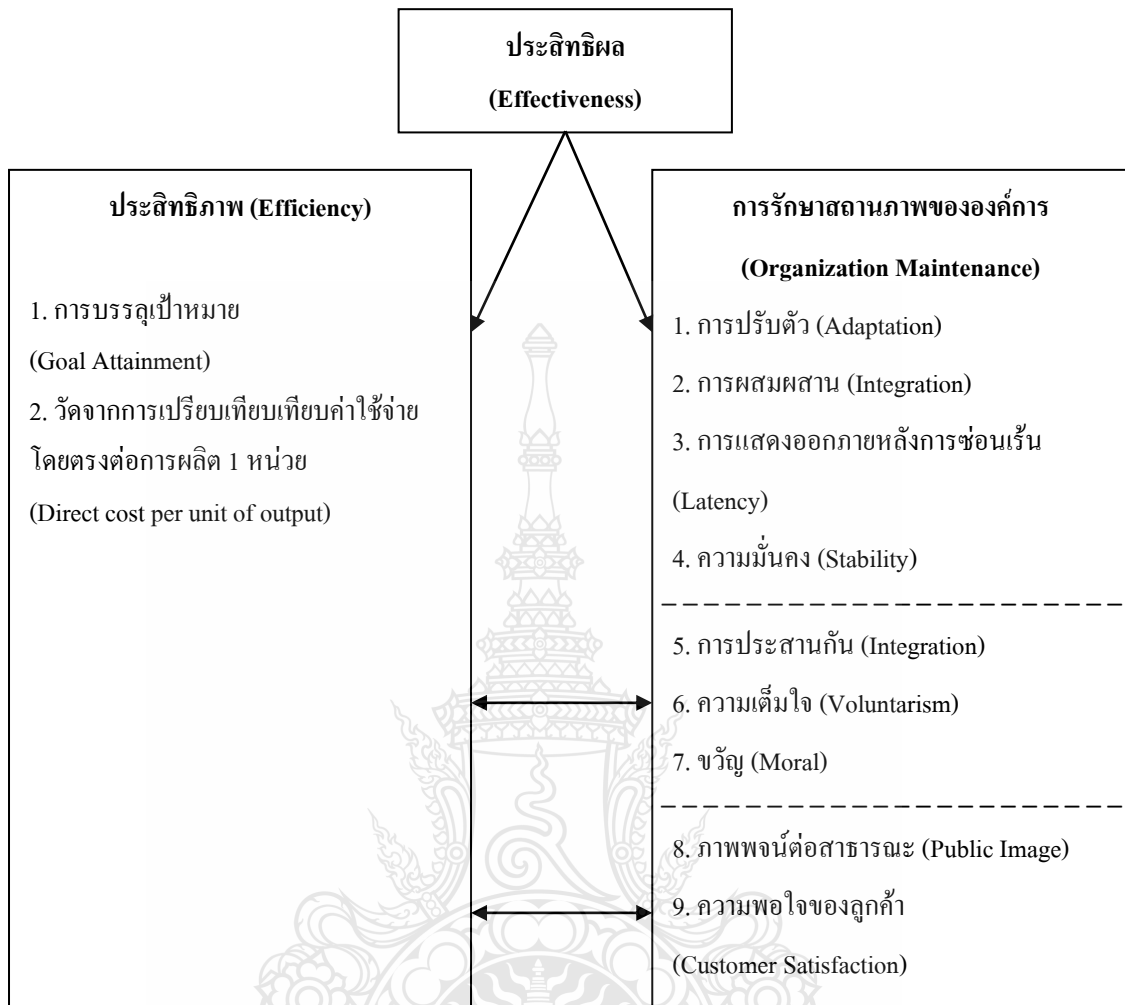 ประสิทธิผล
(Effectiveness)
ประสิทธิภาพ (Efficiency)
1. การบรรลุเป้าหมาย
(Goal Attainment)
2. วัดจากการเปรียบเทียบเทียบค่าใช้จ่าย
โดยตรงต่อการผลิต 1 หน่วย
(Direct cost per unit of output)
การรักษาสถานภาพขององค์การ
(Organization Maintenance)
1. การปรับตัว (Adaptation)
2. การผสมผสาน (Integration)
3. การแสดงออกภายหลังการซ่อนเร้น
(Latency)
4. ความมั่นคง (Stability)
5. การประสานกัน (Integration)
6. ความเต็มใจ (Voluntarism)
7. ขวัญ (Moral)
8. ภาพพจน์ต่อสาธารณะ (Public Image)
9. ความพอใจของลูกค้า
(Customer Satisfaction)